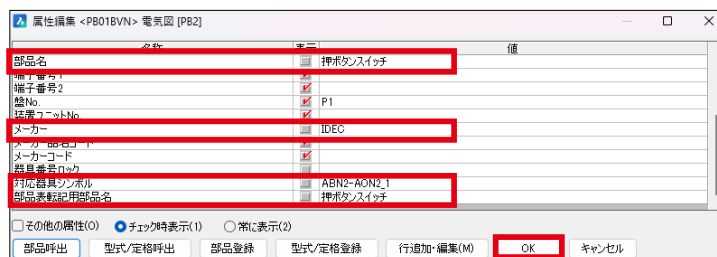 属性編集 <PB01BVN> 電気図 [PB2]
名称 表示 値
部品名 押ボタンスイッチ
端子番号1
端子番号2
盤No. P1
装置ユニットNo
メーカー IDEC
メーカー品名コード
メーカーコード
器具番号ロック
対応器具シンボル ABN2-AON2_1
部品表転記用部品名 押ボタンスイッチ
その他の属性(O) チェック時表示(1) 常に表示(2)
部品呼出 型式/定格呼出 部品登録 型式/定格登録 行追加・編集(M) OK キャンセル